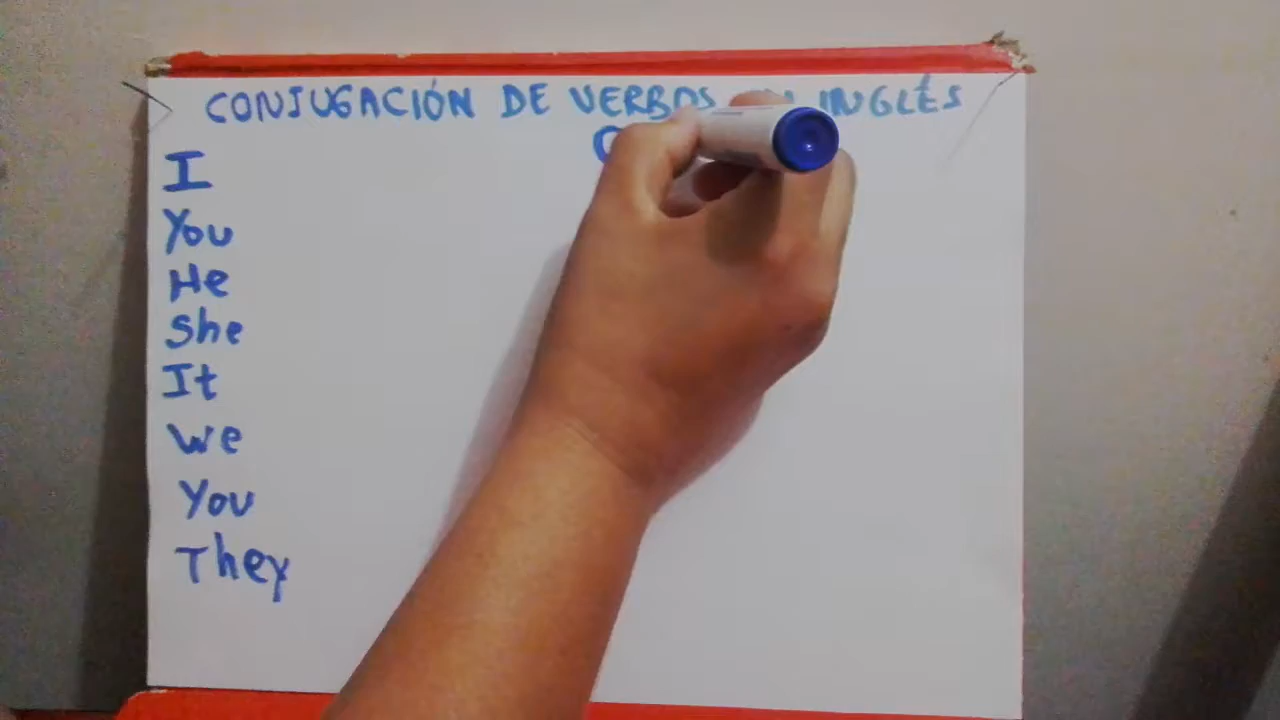 CONJUGACIÓN DE VERBOS INGLÉS
I
You
He
She
It
We
You
They